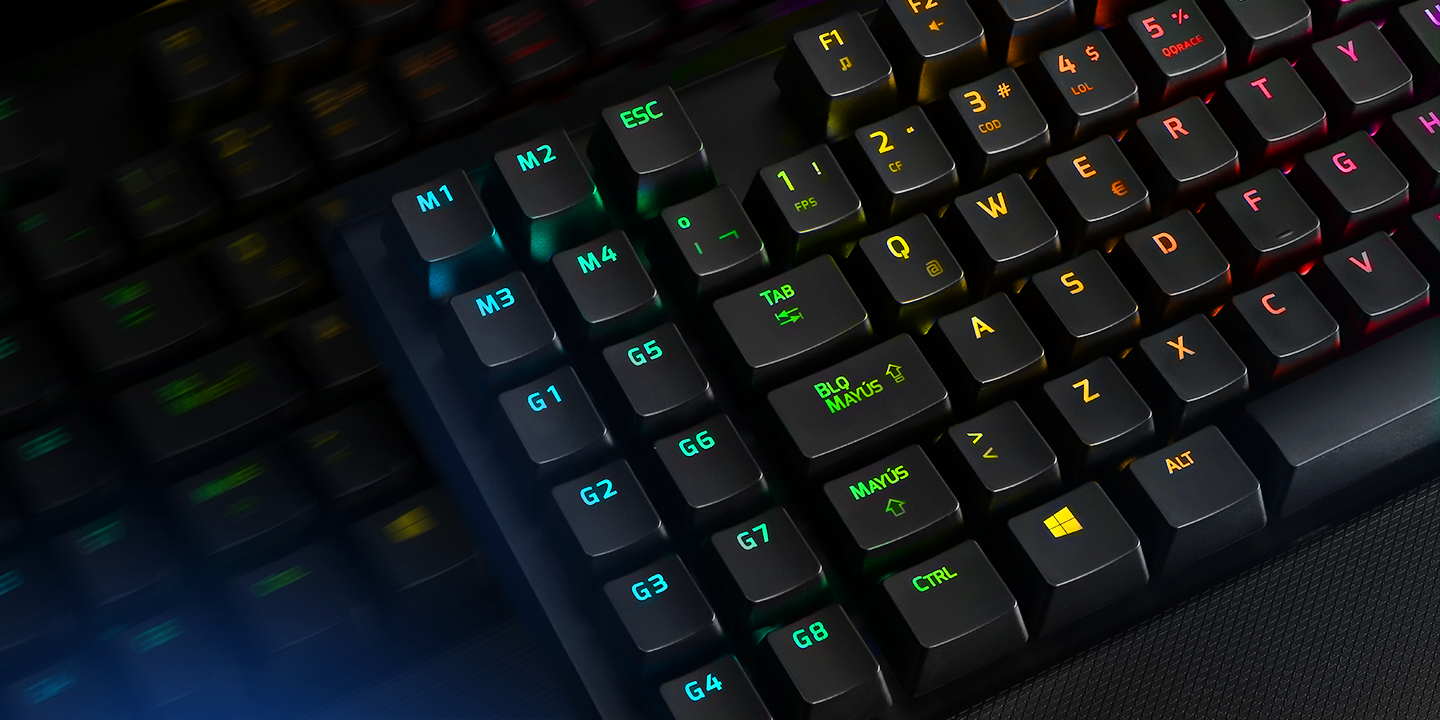 F1
F2
ESC
1 !
FPS
2 "
CF
3 #
COD
4 $
LOL
5 %
QQRACE
M1
M2
M3
M4
G1
G5
G2
G6
G3
G7
G4
G8
TAB
Q @
W
E €
R
T
Y
U
BLQ
MAYÚS
A
S
D
F
G
H
MAYÚS
>
<
Z
X
C
V
CTRL
ALT